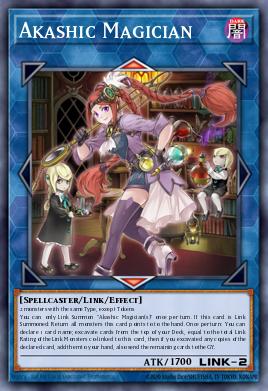 Akashic Magician
DARK
闇
[Spellcaster/Link/Effect]
2 monsters with the same Type, except Tokens
You can only Link Summon "Akashic Magician(s)" once per turn. If this card is Link
Summoned: Return all monsters this card points to to the hand. Once per turn: You can
declare 1 card name; excavate cards from the top of your Deck, equal to the total Link
Rating of the Link Monsters co-linked to this card, then if you excavated any copies of the
declared card, add them to your hand, also send the remaining cards to the GY.
ATK/1700 LINK-2